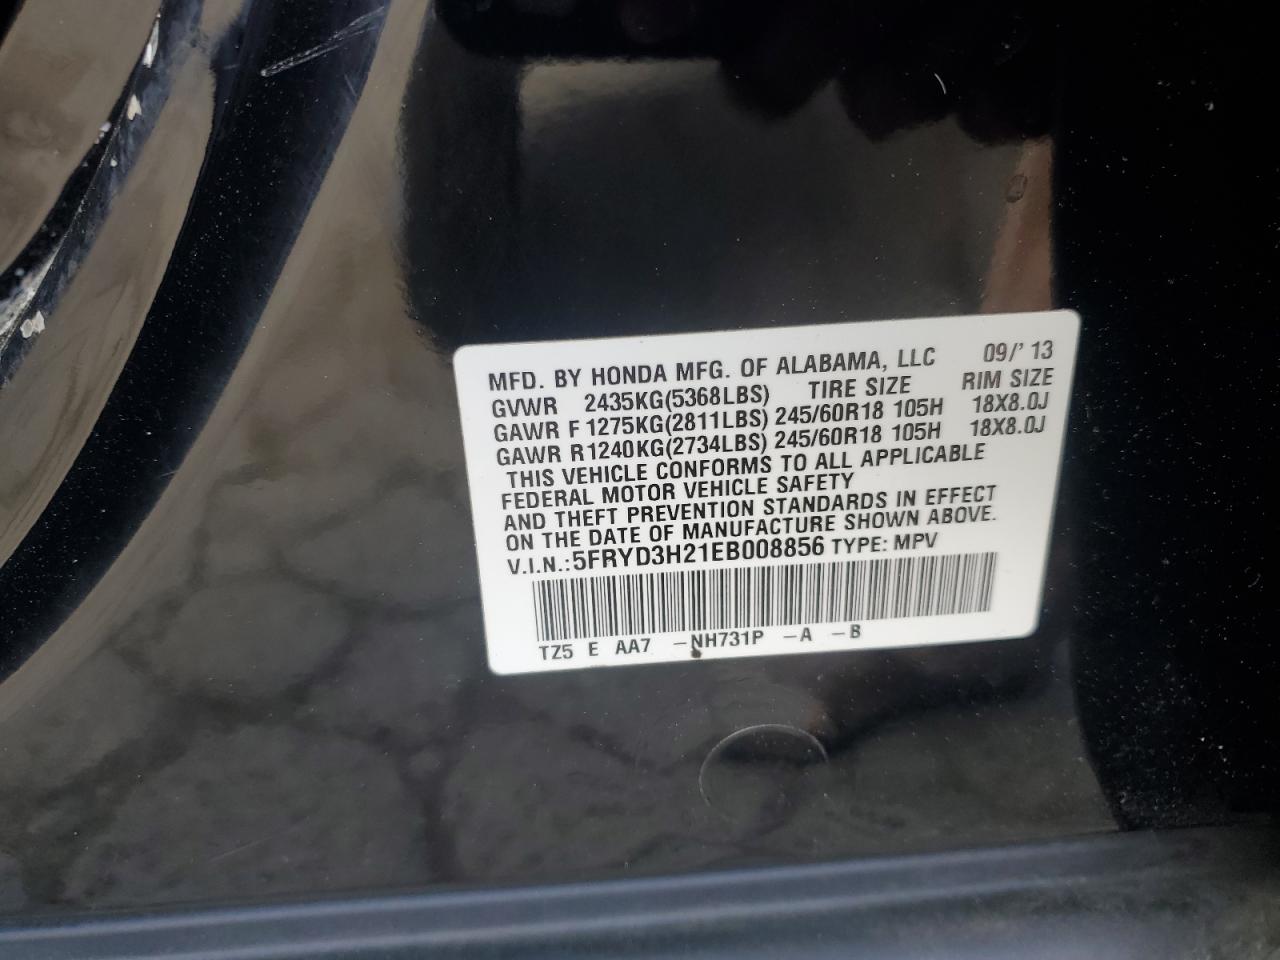 MFD. BY HONDA MFG. OF ALABAMA, LLC 09/' 13
GVWR 2435KG(5368LBS) TIRE SIZE RIM SIZE
GAWR F 1275KG(2811LBS) 245/60R18 105H 18X8.0J
GAWR R 1240KG(2734LBS) 245/60R18 105H 18X8.0J
THIS VEHICLE CONFORMS TO ALL APPLICABLE
FEDERAL MOTOR VEHICLE SAFETY
AND THEFT PREVENTION STANDARDS IN EFFECT
ON THE DATE OF MANUFACTURE SHOWN ABOVE.
V.I.N.:5FRYD3H21EB008856 TYPE: MPV
TZ5 E AA7 -NH731P -A -B